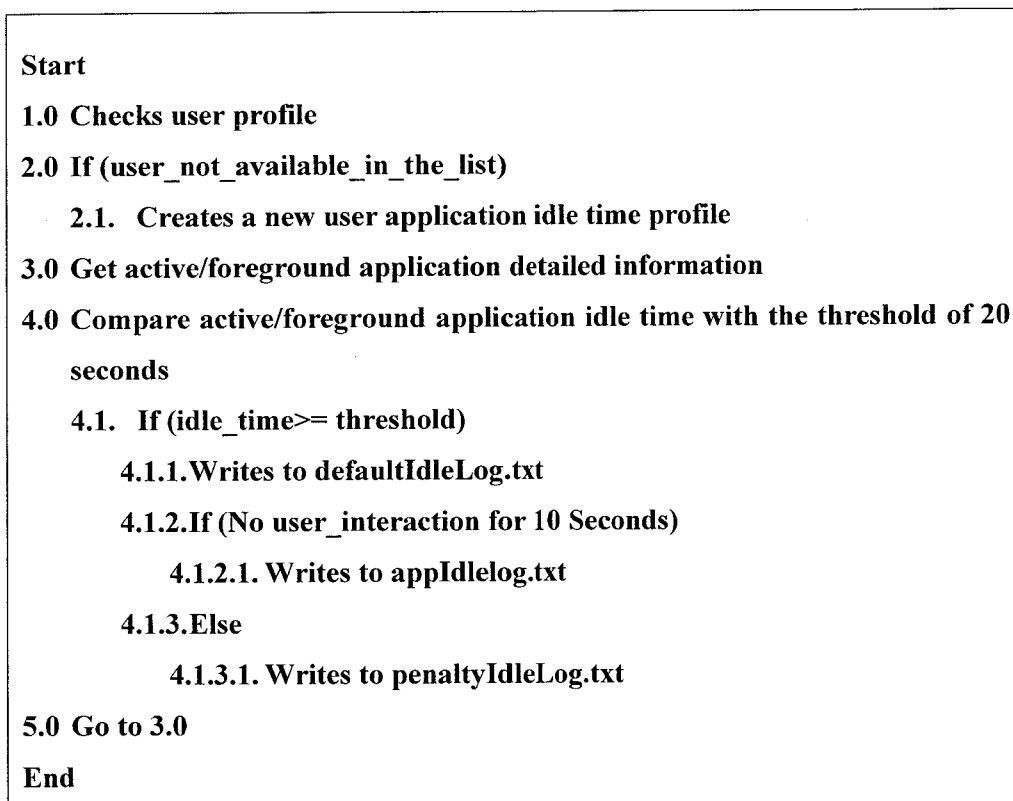 Start
1.0 Checks user profile
2.0 If (user_not_available_in_the_list)
2.1. Creates a new user application idle time profile
3.0 Get active/foreground application detailed information
4.0 Compare active/foreground application idle time with the threshold of 20
seconds
4.1. If (idle_time>= threshold)
4.1.1.Writes to defaultIdleLog.txt
4.1.2.If (No user_interaction for 10 Seconds)
4.1.2.1. Writes to appIdlelog.txt
4.1.3.Else
4.1.3.1. Writes to penaltyIdleLog.txt
5.0 Go to 3.0
End